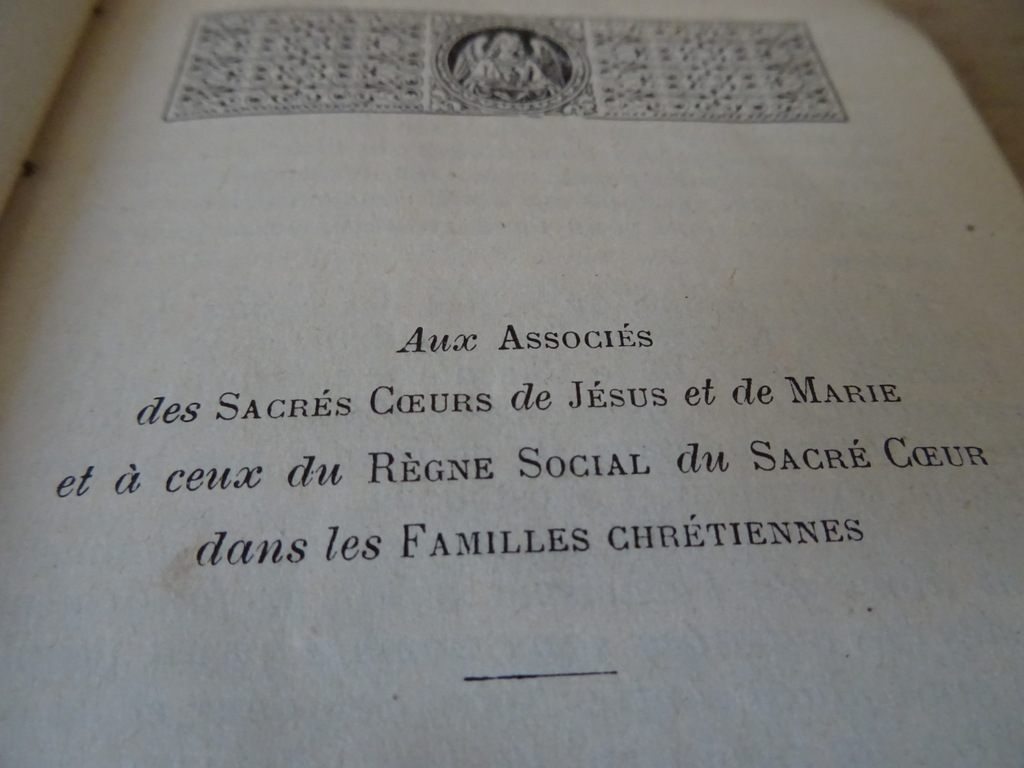 Aux Associés
des Sacrés Cœurs de Jésus et de Marie
et à ceux du Règne Social du Sacré Cœur
dans les Familles chrétiennes